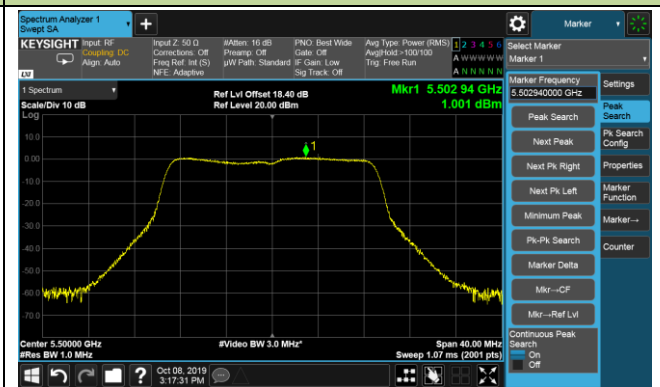 Spectrum Analyzer 1
Swept SA
+
Marker
KEYSIGHT
Input: RF
Coupling: DC
Align: Auto
Input Z: 50 Ω
Corrections: Off
Freq Ref: Int (S)
NFE: Adaptive
#Atten: 16 dB
Preamp: Off
µW Path: Standard
PNO: Best Wide
Gate: Off
IF Gain: Low
Sig Track: Off
Avg Type: Power (RMS)
Avg|Hold:>100/100
Trig: Free Run
1 2 3 4 5 6
A W W W W W
A N N N N N
Select Marker
Marker 1
LXI
1 Spectrum
Scale/Div 10 dB
Log
Ref Lvl Offset 18.40 dB
Ref Level 20.00 dBm
Mkr1 5.502 94 GHz
1.001 dBm
10.0
0.00
-10.0
-20.0
-30.0
-40.0
-50.0
-60.0
-70.0
1
Center 5.50000 GHz
#Res BW 1.0 MHz
#Video BW 3.0 MHz*
Span 40.00 MHz
Sweep 1.07 ms (2001 pts)
Marker Frequency
5.502940000 GHz
Peak Search
Next Peak
Next Pk Right
Next Pk Left
Minimum Peak
Pk-Pk Search
Marker Delta
Mkr→CF
Mkr→Ref Lvl
Continuous Peak
Search
On
Off
Settings
Peak
Search
Pk Search
Config
Properties
Marker
Function
Marker→
Counter
?
Oct 08, 2019
3:17:31 PM